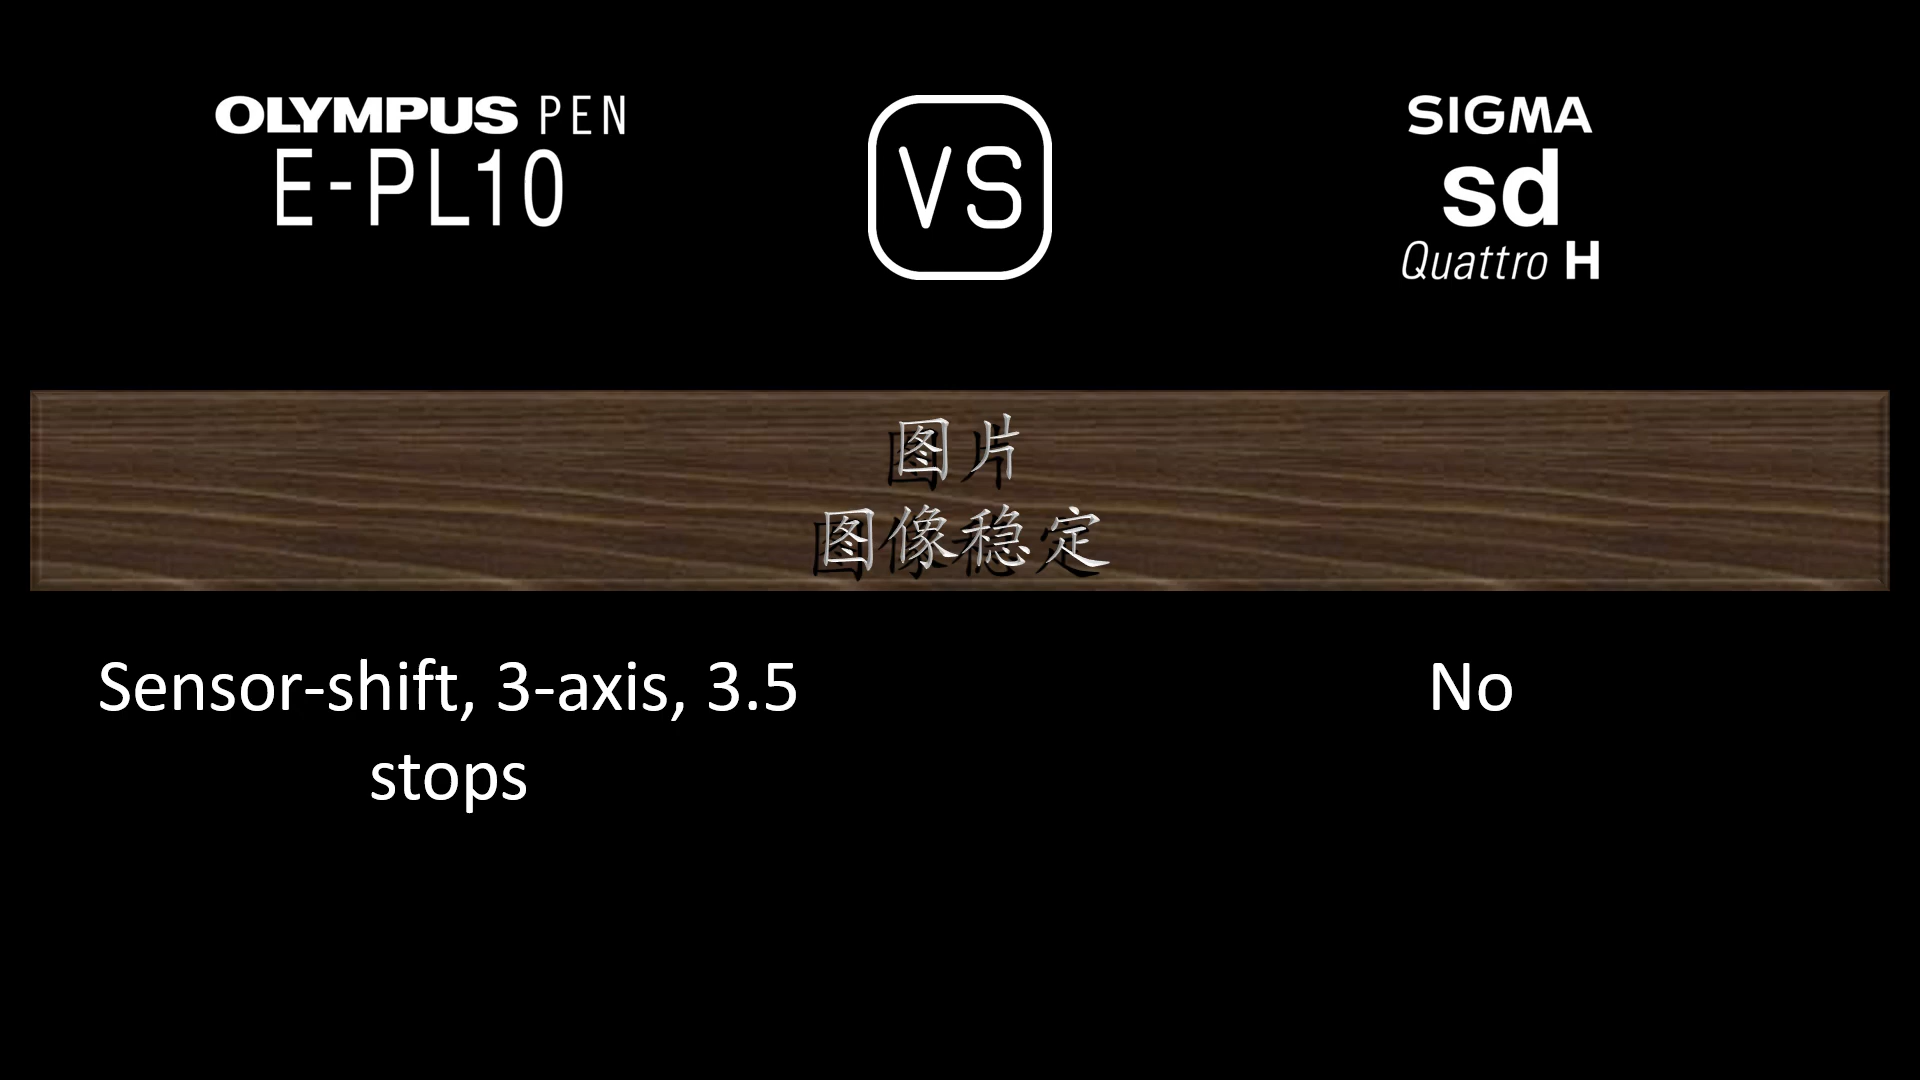 OLYMPUS PEN
E-PL10
VS
SIGMA
sd
Quattro H
图片
图像稳定
Sensor-shift, 3-axis, 3.5
stops
No